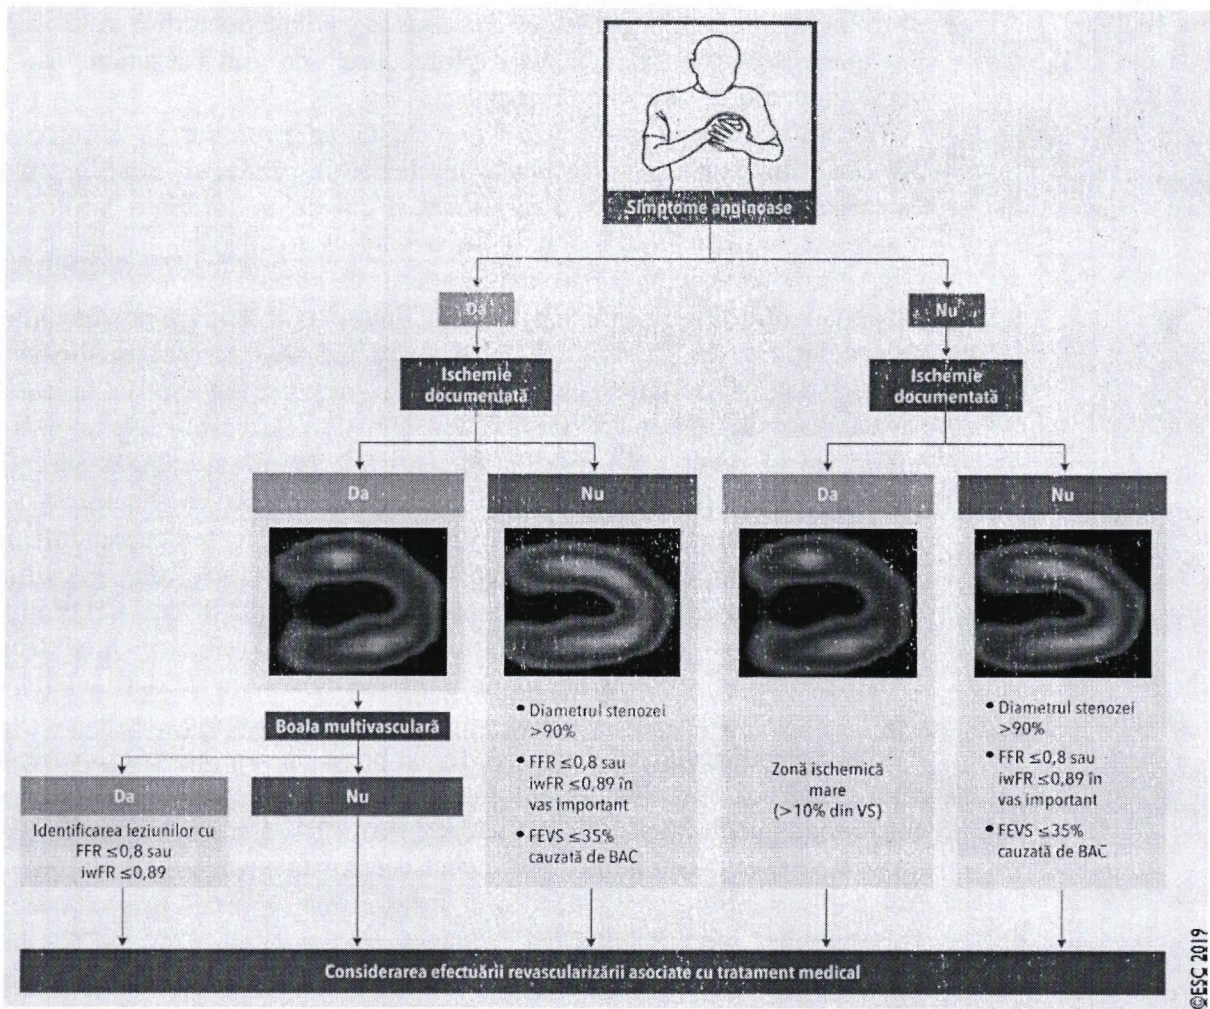 Simptome anginoase
Da
Nu
Ischemie
documentată
Ischemie
documentată
Da
Nu
Da
Nu
Boala multivasculară
Da
Nu
Identificarea leziunilor cu
FFR ≤0,8 sau
iwFR ≤0,89
• Diametrul stenozei
>90%
• FFR ≤0,8 sau
iwFR ≤0,89 în
vas important
• FEVS ≤35%
cauzată de BAC
Zonă ischemică
mare
(>10% din VS)
• Diametrul stenozei
>90%
• FFR ≤0,8 sau
iwFR ≤0,89 în
vas important
• FEVS ≤35%
cauzată de BAC
Considerarea efectuării revascularizării asociate cu tratament medical
©ESC 2019